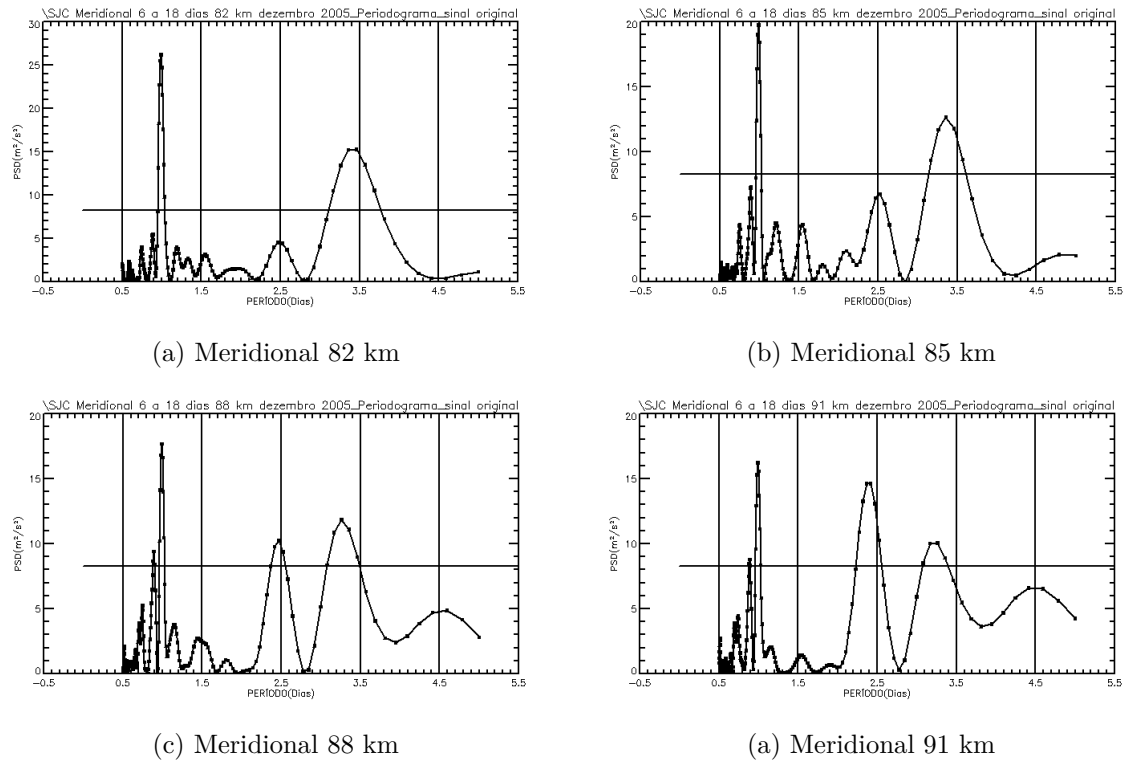 \SJC Meridional 6 a 18 dias 82 km dezembro 2005_Periodograma_sinal original
30
25
20
15
10
5
0
PSD(m²/s²)
-0.5 0.5 1.5 2.5 3.5 4.5 5.5
PERÍODO(Dias)
(a) Meridional 82 km
\SJC Meridional 6 a 18 dias 85 km dezembro 2005_Periodograma_sinal original
20
15
10
5
0
PSD(m²/s²)
-0.5 0.5 1.5 2.5 3.5 4.5 5.5
PERÍODO(Dias)
(b) Meridional 85 km
\SJC Meridional 6 a 18 dias 88 km dezembro 2005_Periodograma_sinal original
20
15
10
5
0
PSD(m²/s²)
-0.5 0.5 1.5 2.5 3.5 4.5 5.5
PERÍODO(Dias)
(c) Meridional 88 km
\SJC Meridional 6 a 18 dias 91 km dezembro 2005_Periodograma_sinal original
20
15
10
5
0
PSD(m²/s²)
-0.5 0.5 1.5 2.5 3.5 4.5 5.5
PERÍODO(Dias)
(a) Meridional 91 km